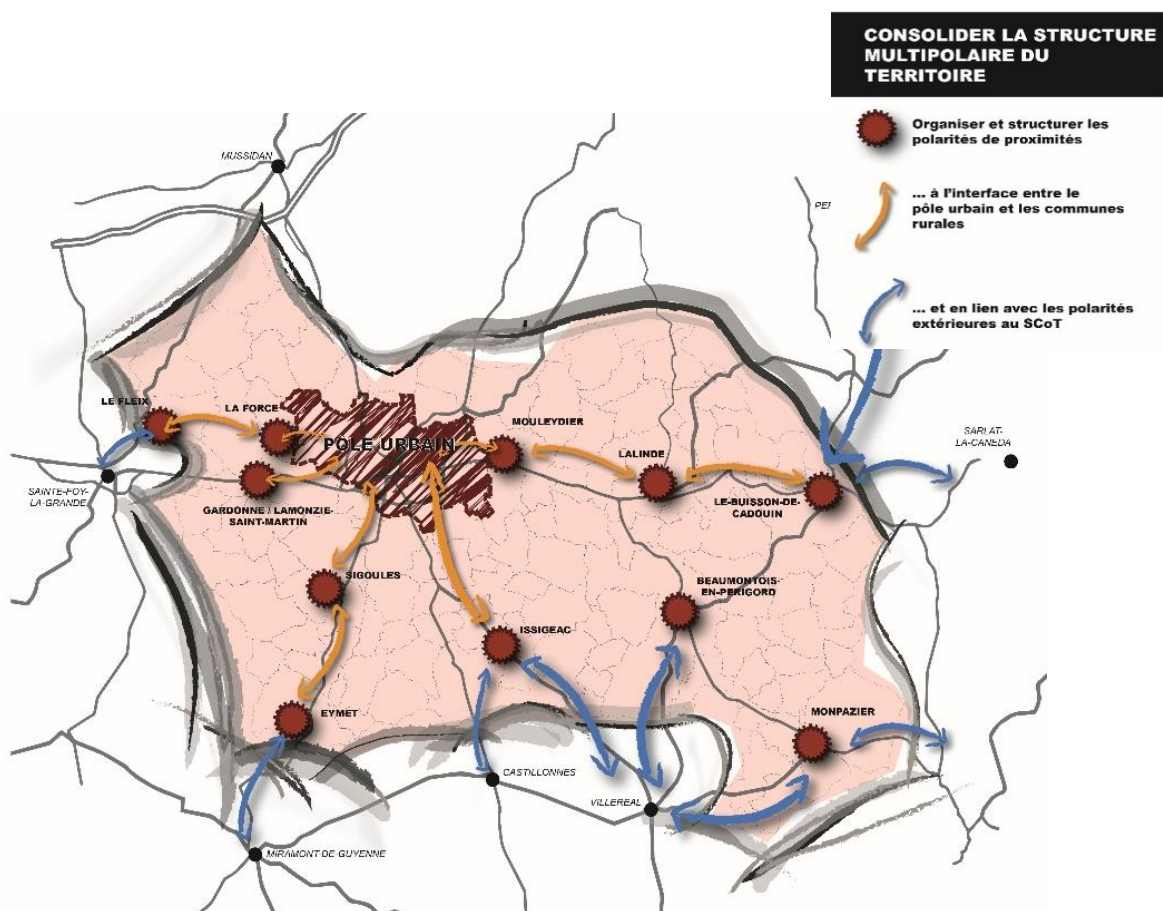 CONSOLIDER LA STRUCTURE
MULTIPOLAIRE DU
TERRITOIRE
Organiser et structurer les
polarités de proximités
... à l'interface entre le
pôle urbain et les communes
rurales
... et en lien avec les polarités
extérieures au SCoT
MUSSIDAN
PER
LE FLEIX
LA FORCE
PÔLE URBAIN
MOULEYDIER
LALINDE
SARLAT-
LA-CANEDA
SAINTE-FOY-
LA-GRANDE
GARDONNE / LAMONZIE-
SAINT-MARTIN
LE-BUISSON-DE-
CADOUIN
SIGOULES
BEAUMONTOIS-
EN-PERIGORD
ISSIGEAC
EYMET
MONPAZIER
CASTILLONNES
VILLEREAL
MIRAMONT-DE-GUYENNE